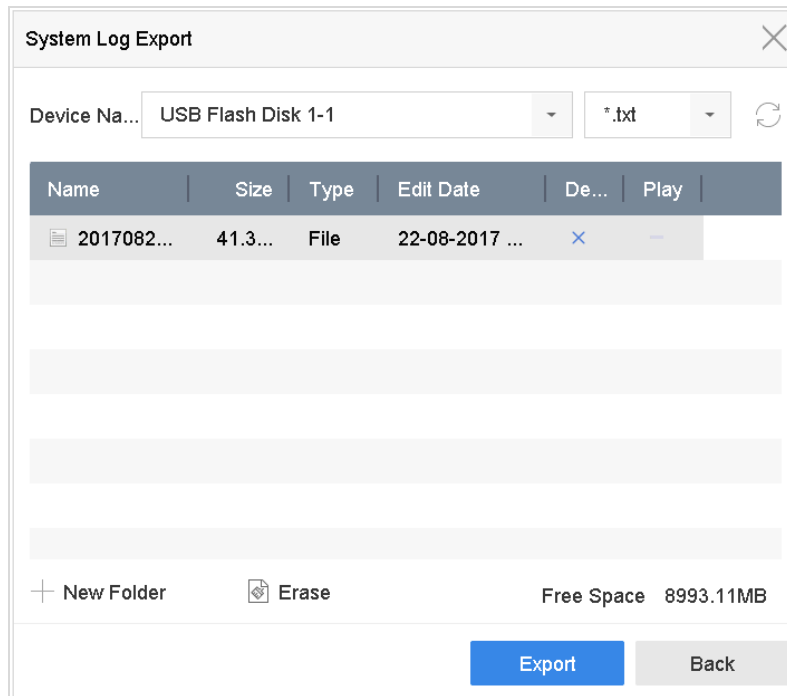 System Log Export
Device Na... USB Flash Disk 1-1 *.txt
Name Size Type Edit Date De... Play
2017082... 41.3... File 22-08-2017 ...
New Folder Erase Free Space 8993.11MB
Export Back